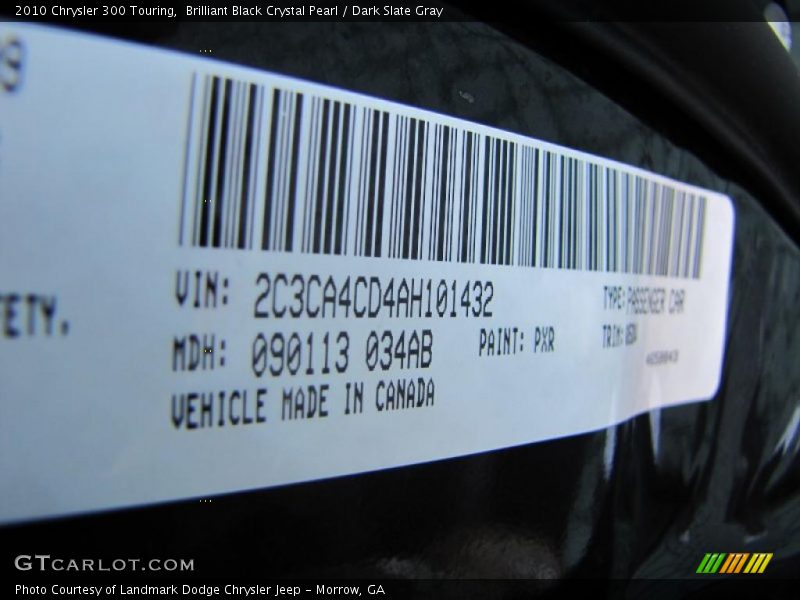 2010 Chrysler 300 Touring, Brilliant Black Crystal Pearl / Dark Slate Gray
ETY.
VIN: 2C3CA4CD4AH101432
TYPE: PASSENGER CAR
MDH: 090113 034AB
PAINT: PXR
TRIM:
VEHICLE MADE IN CANADA
GTCARLOT.COM
Photo Courtesy of Landmark Dodge Chrysler Jeep - Morrow, GA